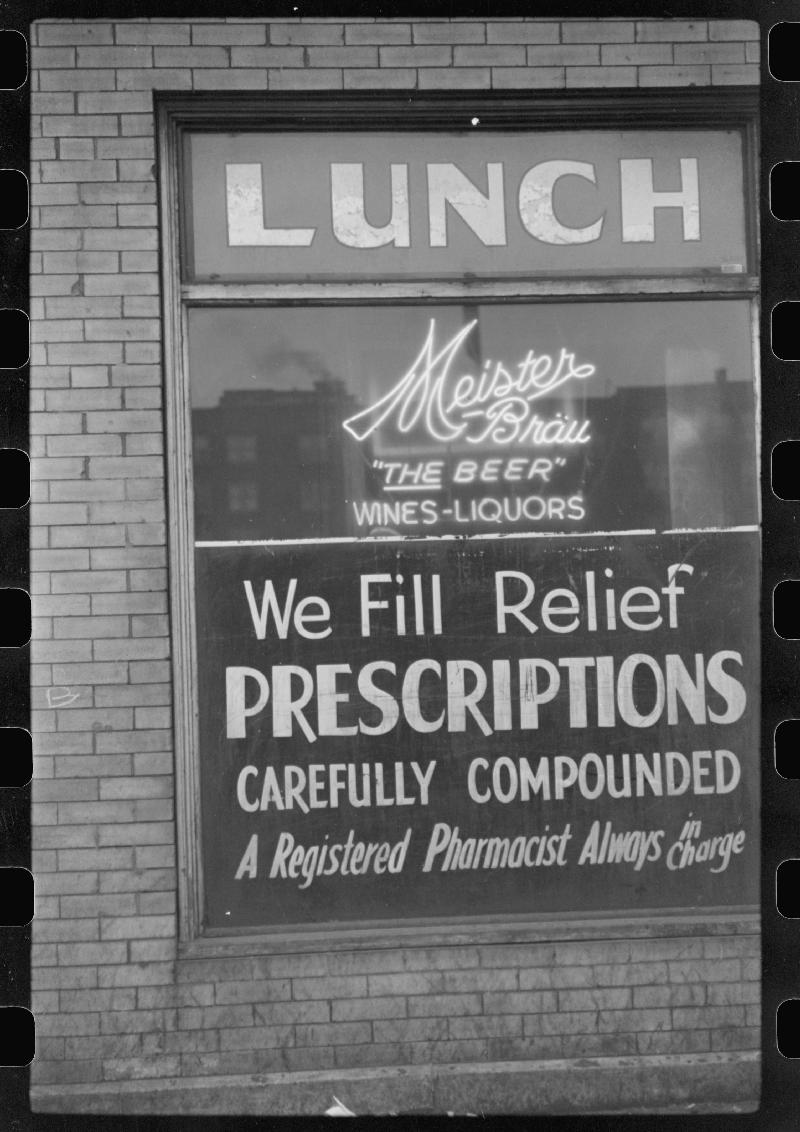 LUNCH
Meister
Bräu
"THE BEER"
WINES-LIQUORS
We Fill Relief
PRESCRIPTIONS
CAREFULLY COMPOUNDED
A Registered Pharmacist Always in Charge